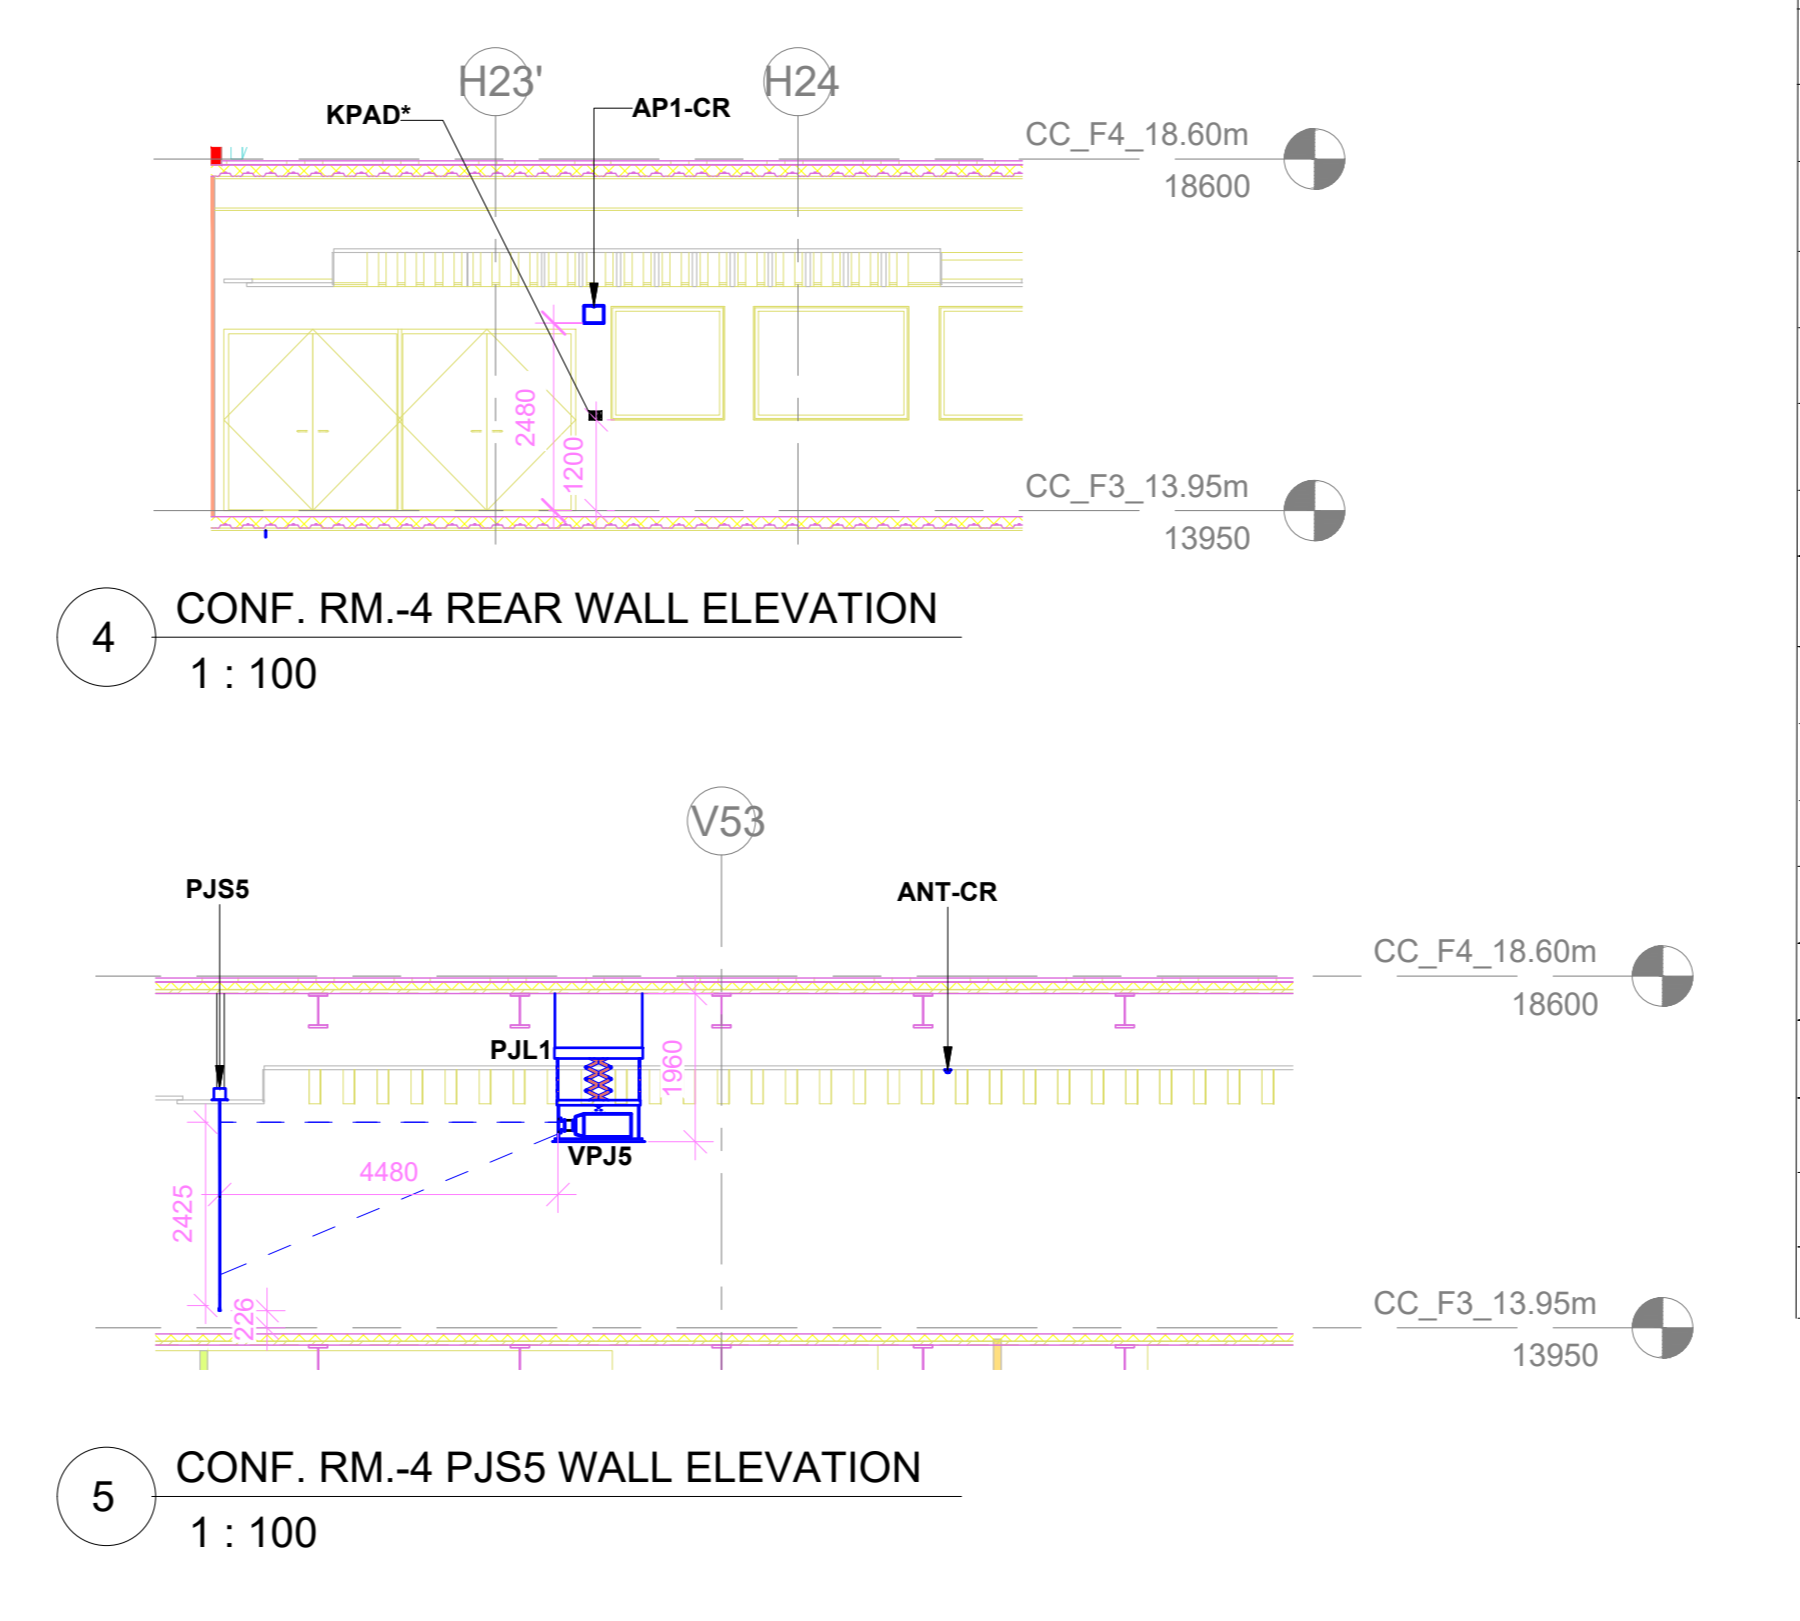 H23'
H24
KPAD*
AP1-CR
CC_F4_18.60m
18600
2480
1200
CC_F3_13.95m
13950
4
CONF. RM.-4 REAR WALL ELEVATION
1 : 100
V53
PJS5
ANT-CR
CC_F4_18.60m
18600
PJL1
1960
VPJ5
4480
2425
226
CC_F3_13.95m
13950
5
CONF. RM.-4 PJS5 WALL ELEVATION
1 : 100